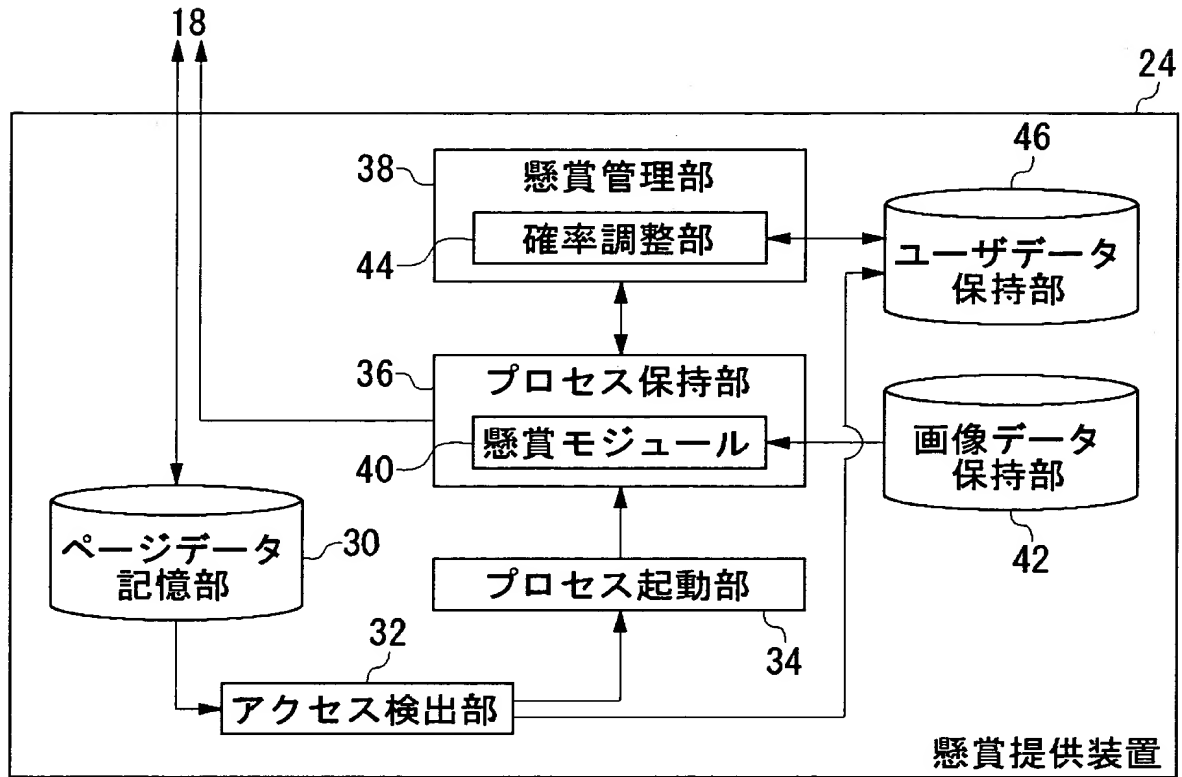 18
24
38
懸賞管理部
44
確率調整部
46
ユーザデータ
保持部
36
プロセス保持部
40
懸賞モジュール
画像データ
保持部
42
ページデータ
記憶部
30
プロセス起動部
34
32
アクセス検出部
懸賞提供装置